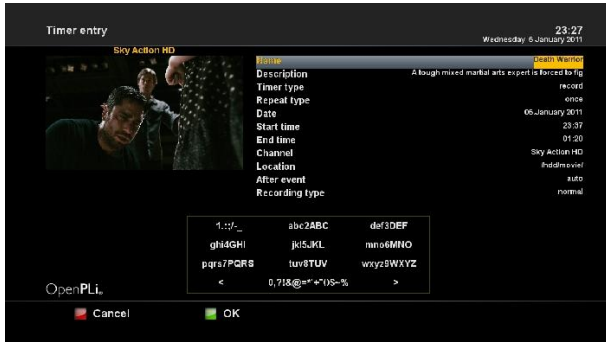 Timer entry
23:27
Wednesday 5 January 2011
Sky Action HD
Name Death Warrior
Description A tough mixed martial arts expert is forced to fig
Timer type record
Repeat type once
Date 05 January 2011
Start time 23:37
End time 01:20
Channel Sky Action HD
Location /hdd/movie/
After event auto
Recording type normal
abc2ABC def3DEF
ghi4GHI jkl5JKL mno6MNO
pqrs7PQRS tuv8TUV wxyz9WXYZ
< >
OpenPLi
Cancel OK